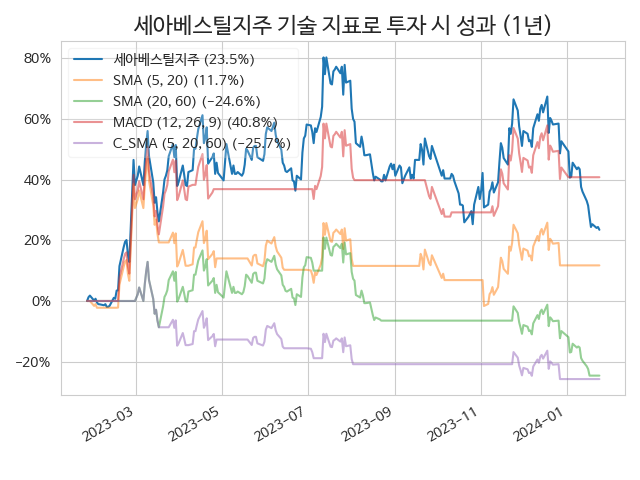 세아베스틸지주 기술 지표로 투자 시 성과 (1년)
80%
60%
40%
20%
0%
−20%
세아베스틸지주 (23.5%)
SMA (5, 20) (11.7%)
SMA (20, 60) (−24.6%)
MACD (12, 26, 9) (40.8%)
C_SMA (5, 20, 60) (−25.7%)
2023−03
2023−05
2023−07
2023−09
2023−11
2024−01